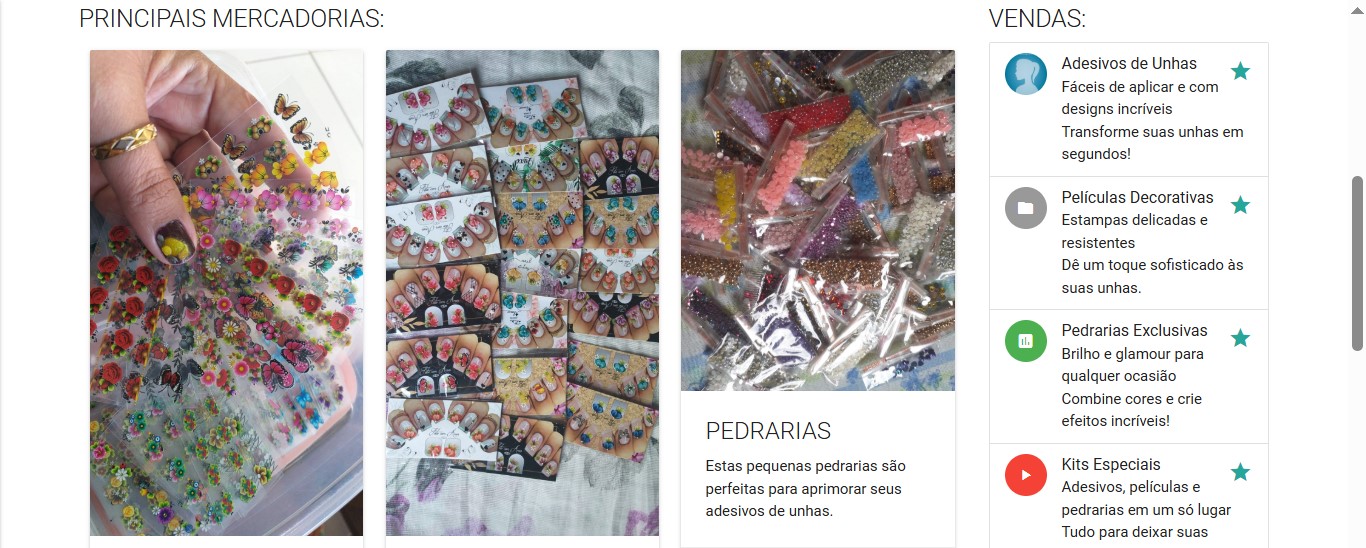 PRINCIPAIS MERCADORIAS:
PEDRARIAS
Estas pequenas pedrarias são
perfeitas para aprimorar seus
adesivos de unhas.
VENDAS:
Adesivos de Unhas
Fáceis de aplicar e com
designs incríveis
Transforme suas unhas em
segundos!
Películas Decorativas
Estampas delicadas e
resistentes
Dê um toque sofisticado às
suas unhas.
Pedrarias Exclusivas
Brilho e glamour para
qualquer ocasião
Combine cores e crie
efeitos incríveis!
Kits Especiais
Adesivos, películas e
pedrarias em um só lugar
Tudo para deixar suas